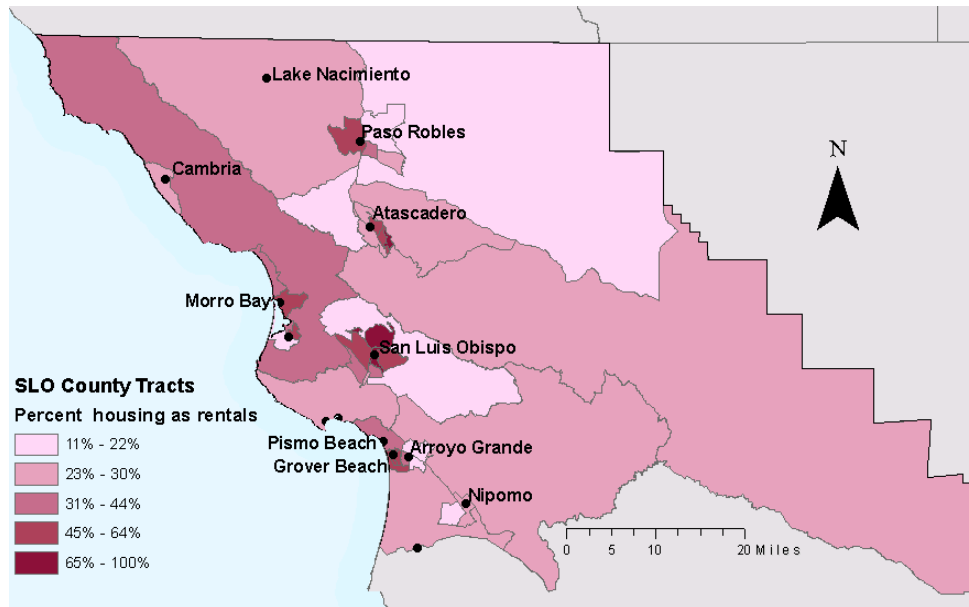 Lake Nacimiento
Paso Robles
N
Cambria
Atascadero
Morro Bay
San Luis Obispo
SLO County Tracts
Percent housing as rentals
11% - 22%
23% - 30%
31% - 44%
45% - 64%
65% - 100%
Pismo Beach
Arroyo Grande
Grover Beach
Nipomo
0 5 10 20 Miles